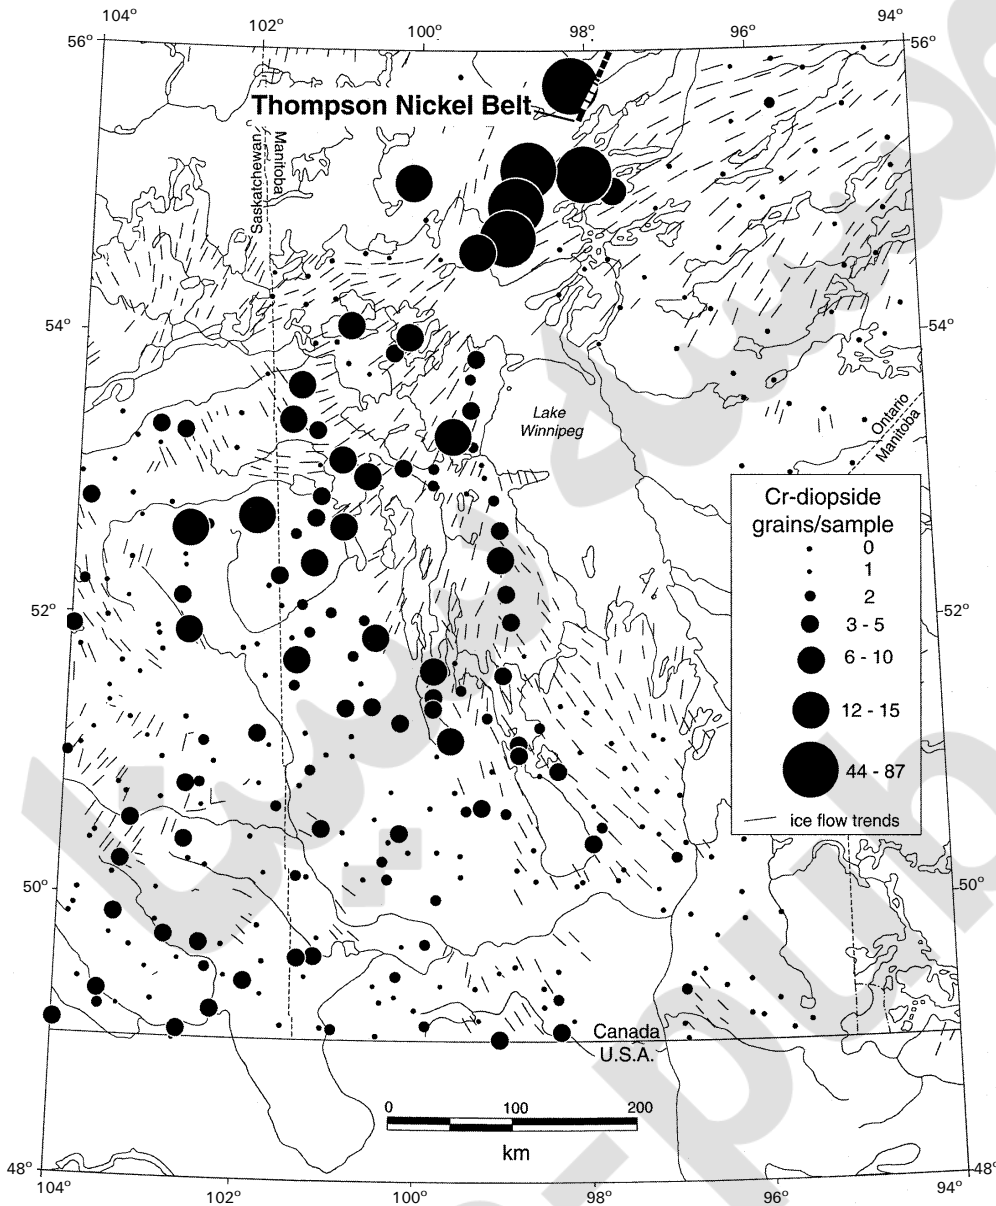 104° 102° 100° 98° 96° 94°
56° 56°
Thompson Nickel Belt
Saskatchewan
Manitoba
54° 54°
Lake
Winnipeg
Ontario
Manitoba
Cr-diopside
grains/sample
0
1
2
3 - 5
6 - 10
12 - 15
44 - 87
ice flow trends
52° 52°
50° 50°
Canada
U.S.A.
0 100 200
km
48° 48°
104° 102° 100° 98° 96° 94°